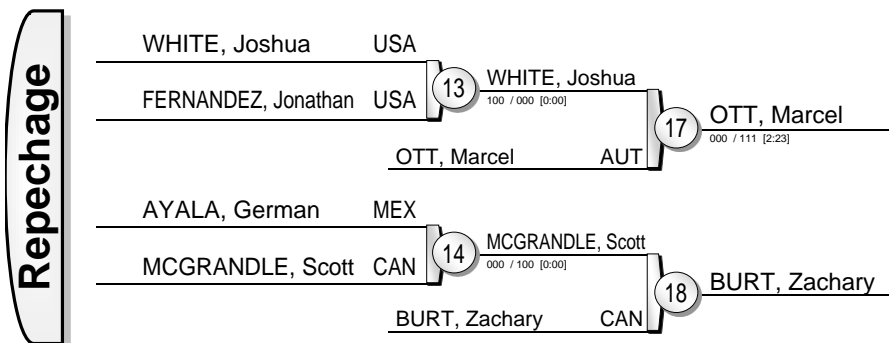 Repechage
WHITE, Joshua USA
FERNANDEZ, Jonathan USA
13
WHITE, Joshua
100 / 000 [0:00]
OTT, Marcel AUT
17
OTT, Marcel
000 / 111 [2:23]
AYALA, German MEX
MCGRANDLE, Scott CAN
14
MCGRANDLE, Scott
000 / 100 [0:00]
BURT, Zachary CAN
18
BURT, Zachary